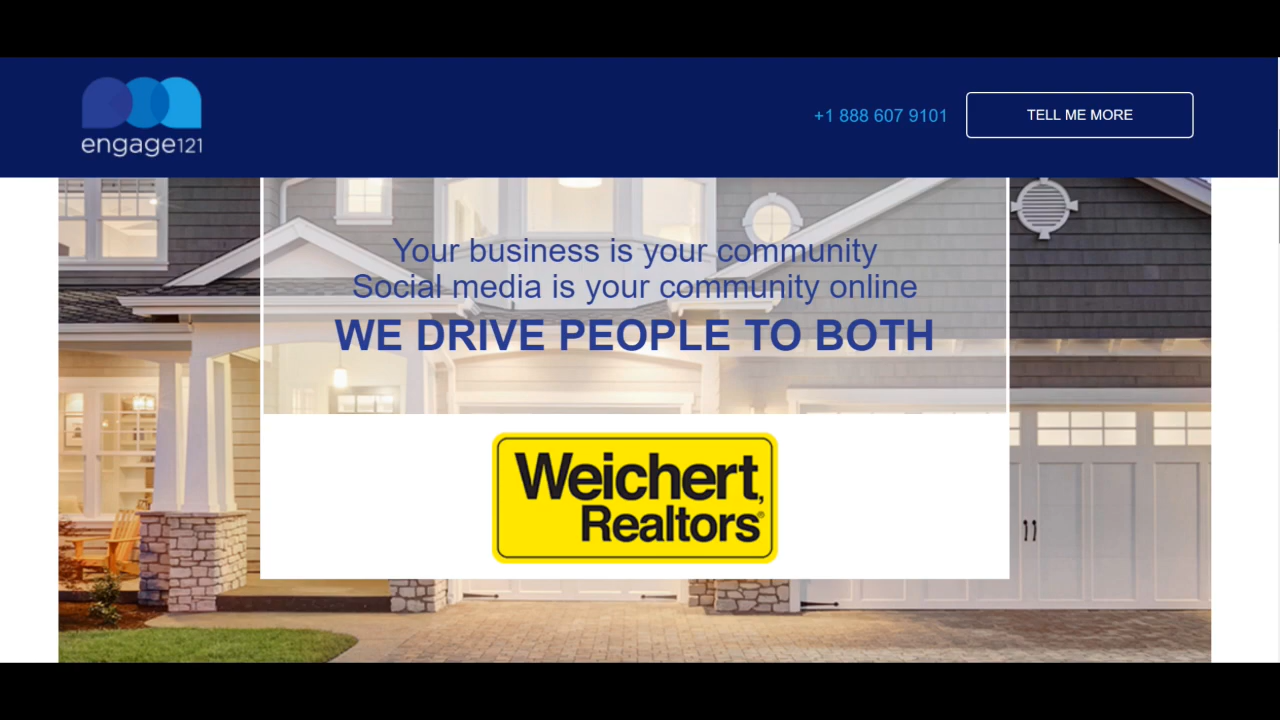 engage121
+1 888 607 9101
TELL ME MORE
Your business is your community
Social media is your community online
WE DRIVE PEOPLE TO BOTH
Weichert,
Realtors®